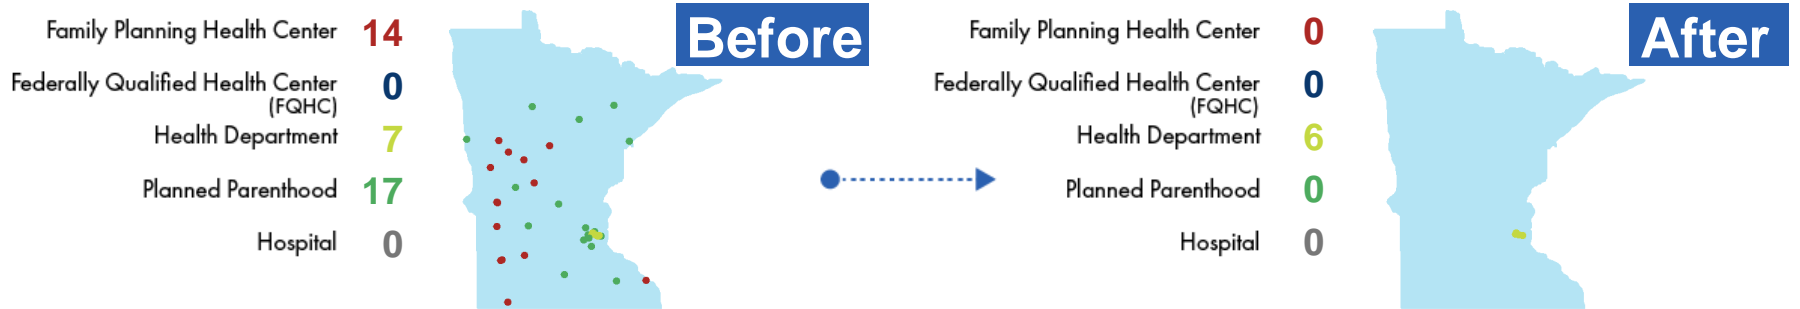 Before
Family Planning Health Center 14
Federally Qualified Health Center 0
(FQHC)
Health Department 7
Planned Parenthood 17
Hospital 0
After
Family Planning Health Center 0
Federally Qualified Health Center 0
(FQHC)
Health Department 6
Planned Parenthood 0
Hospital 0